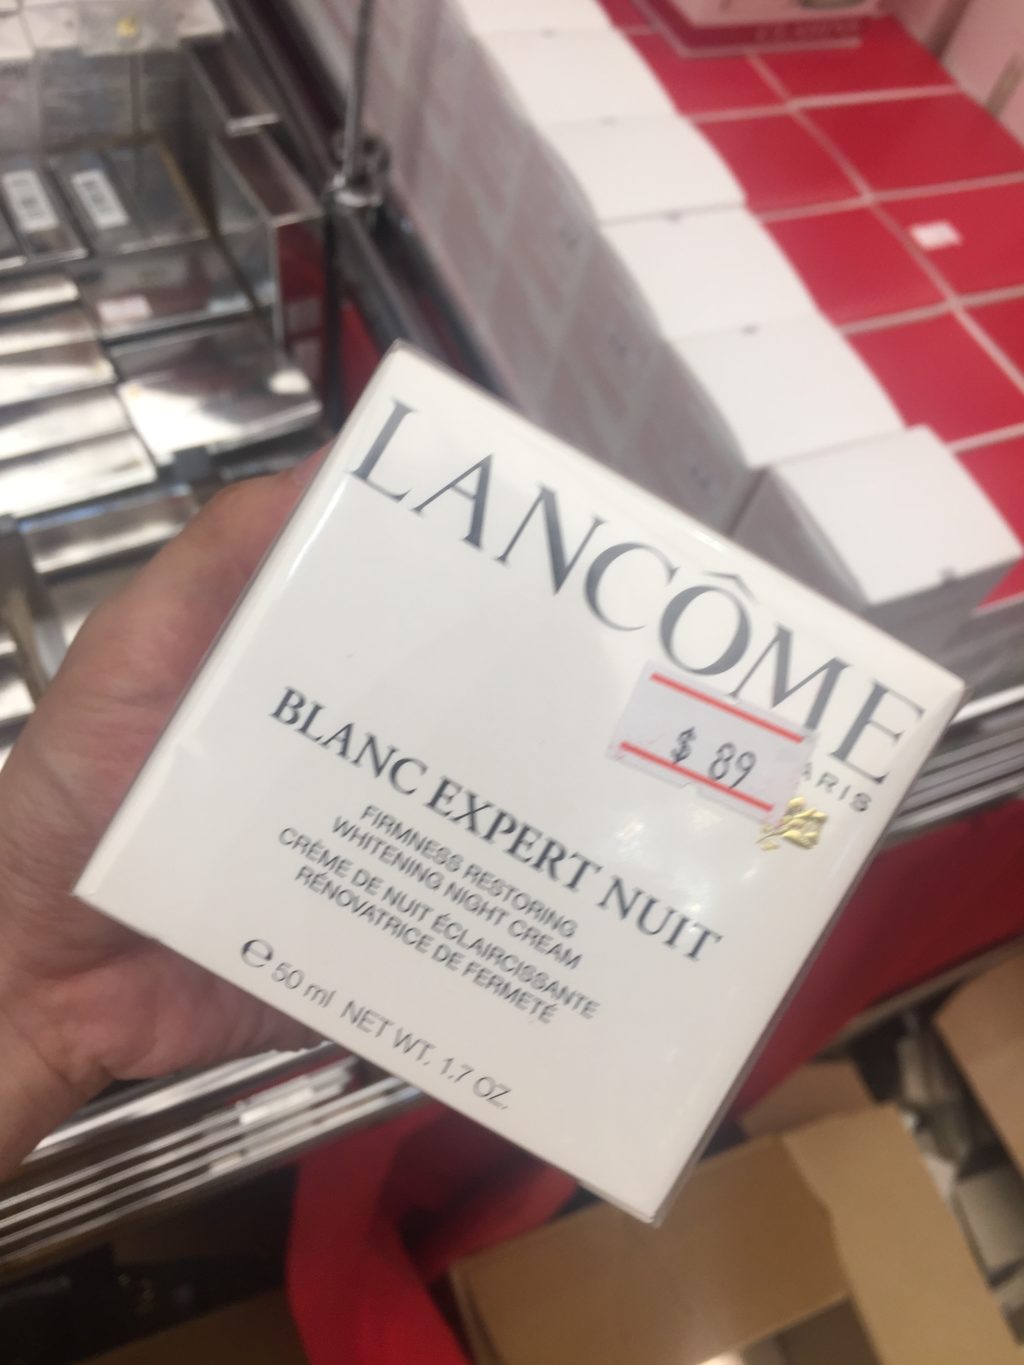 LANCÔME
ARIS
$ 89
BLANC EXPERT NUIT
FIRMNESS RESTORING
WHITENING NIGHT CREAM
CRÈME DE NUIT ÉCLAIRCISSANTE
RÉNOVATRICE DE FERMETÉ
e 50 ml NET WT. 1.7 OZ.